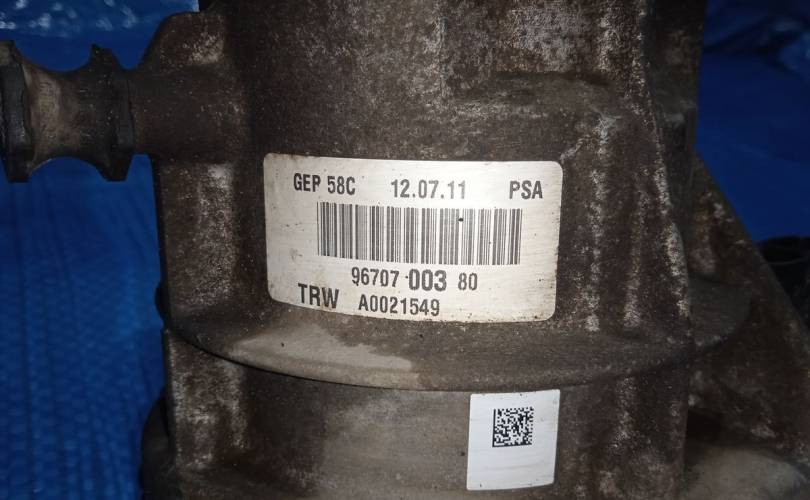 GEP 58C 12.07.11 PSA
96707 003 80
TRW A0021549